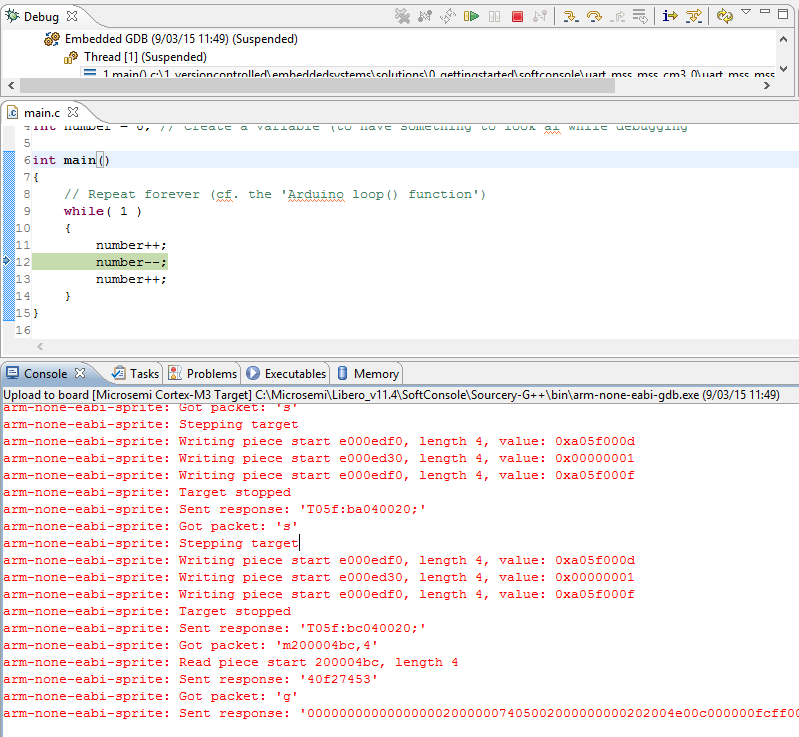 Debug
Embedded GDB (9/03/15 11:49) (Suspended)
Thread [1] (Suspended)
1 main() c:\1_versioncontrolled\embeddedsystems\solutions\0_gettingstarted\softconsole\uart_mss_mss_cm3_0\uart_mss_mss
main.c
4 int number = 0; // Create a variable (to have something to look at while debugging
5
6 int main()
7 {
8 // Repeat forever (cf. the 'Arduino loop() function')
9 while( 1 )
10 {
11 number++;
12 number--;
13 number++;
14 }
15 }
16
Console Tasks Problems Executables Memory
Upload to board [Microsemi Cortex-M3 Target] C:\Microsemi\Libero_v11.4\SoftConsole\Sourcery-G++\bin\arm-none-eabi-gdb.exe (9/03/15 11:49)
arm-none-eabi-sprite: Got packet: 's'
arm-none-eabi-sprite: Stepping target
arm-none-eabi-sprite: Writing piece start e000edf0, length 4, value: 0xa05f000d
arm-none-eabi-sprite: Writing piece start e000ed30, length 4, value: 0x00000001
arm-none-eabi-sprite: Writing piece start e000edf0, length 4, value: 0xa05f000f
arm-none-eabi-sprite: Target stopped
arm-none-eabi-sprite: Sent response: 'T05f:ba040020;'
arm-none-eabi-sprite: Got packet: 's'
arm-none-eabi-sprite: Stepping target
arm-none-eabi-sprite: Writing piece start e000edf0, length 4, value: 0xa05f000d
arm-none-eabi-sprite: Writing piece start e000ed30, length 4, value: 0x00000001
arm-none-eabi-sprite: Writing piece start e000edf0, length 4, value: 0xa05f000f
arm-none-eabi-sprite: Target stopped
arm-none-eabi-sprite: Sent response: 'T05f:bc040020;'
arm-none-eabi-sprite: Got packet: 'm200004bc,4'
arm-none-eabi-sprite: Read piece start 200004bc, length 4
arm-none-eabi-sprite: Sent response: '40f27453'
arm-none-eabi-sprite: Got packet: 'g'
arm-none-eabi-sprite: Sent response: